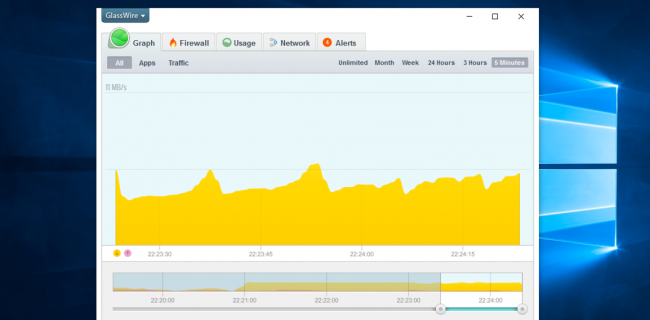 GlassWire
Graph Firewall Usage Network Alerts
All Apps Traffic Unlimited Month Week 24 Hours 3 Hours 5 Minutes
11 MB/s
22:23:30 22:23:45 22:24:00 22:24:15
22:20:00 22:21:00 22:22:00 22:23:00 22:24:00